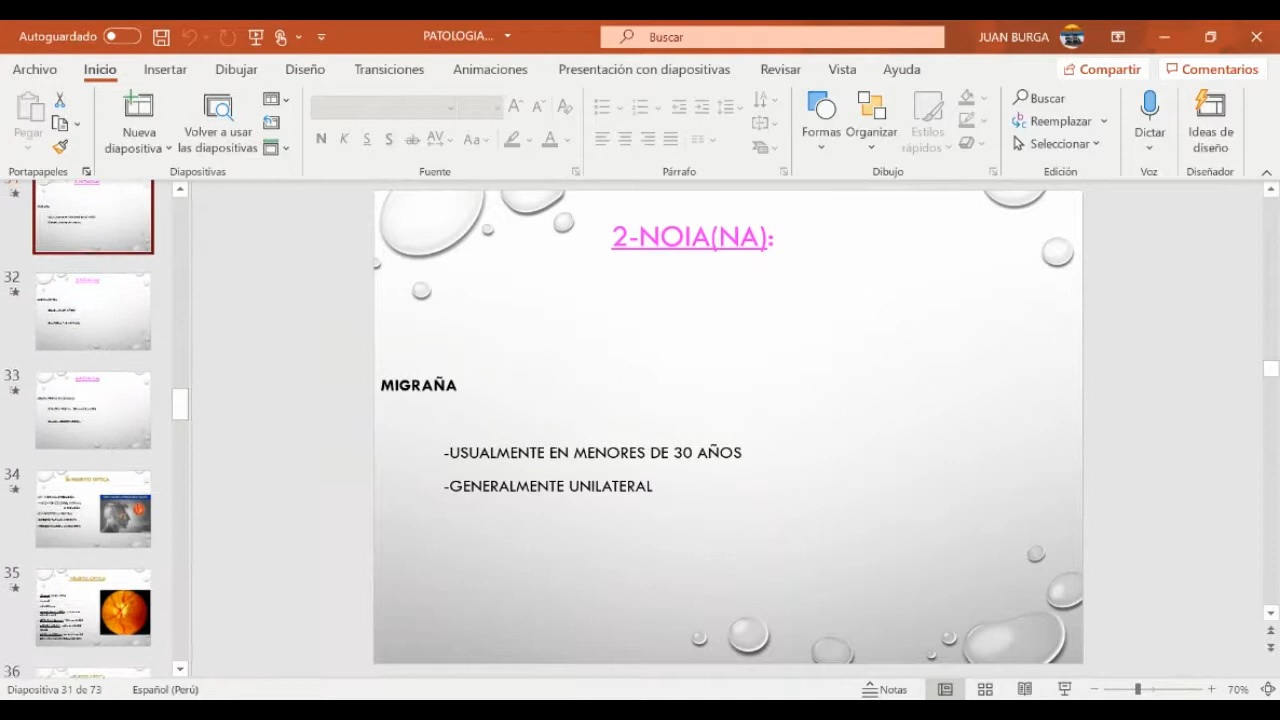 Autoguardado
PATOLOGIA...
Buscar
JUAN BURGA
Archivo
Inicio
Insertar
Dibujar
Diseño
Transiciones
Animaciones
Presentación con diapositivas
Revisar
Vista
Ayuda
Compartir
Comentarios
Pegar
Nueva
diapositiva
Volver a usar
las diapositivas
N K S S ab AV Aa A
Formas
Organizar
Estilos
rápidos
Buscar
Reemplazar
Seleccionar
Dictar
Ideas de
diseño
Portapapeles
Diapositivas
Fuente
Párrafo
Dibujo
Edición
Voz
Diseñador
32
33
34
35
36
2-NOIA(NA):
MIGRAÑA
-USUALMENTE EN MENORES DE 30 AÑOS
-GENERALMENTE UNILATERAL
Diapositiva 31 de 73
Español (Perú)
Notas
70%